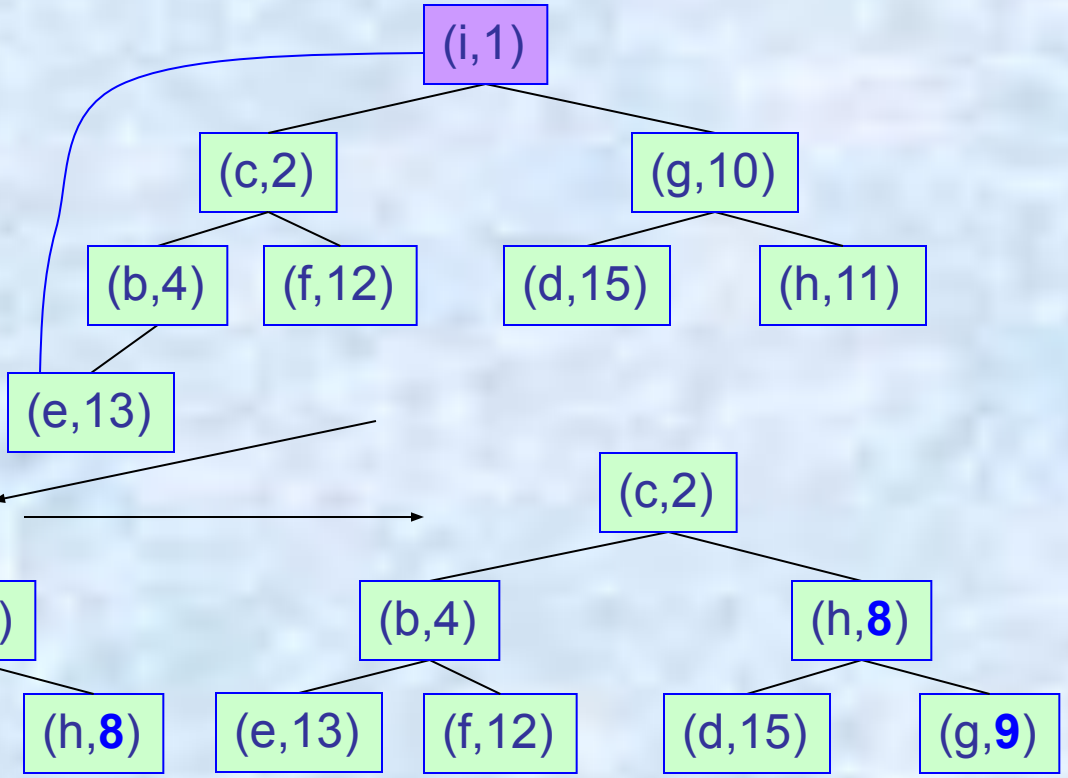 (i,1)
(c,2) (g,10)
(b,4) (f,12) (d,15) (h,11)
(e,13)
(c,2)
) (b,4) (h,8)
(h,8) (e,13) (f,12) (d,15) (g,9)